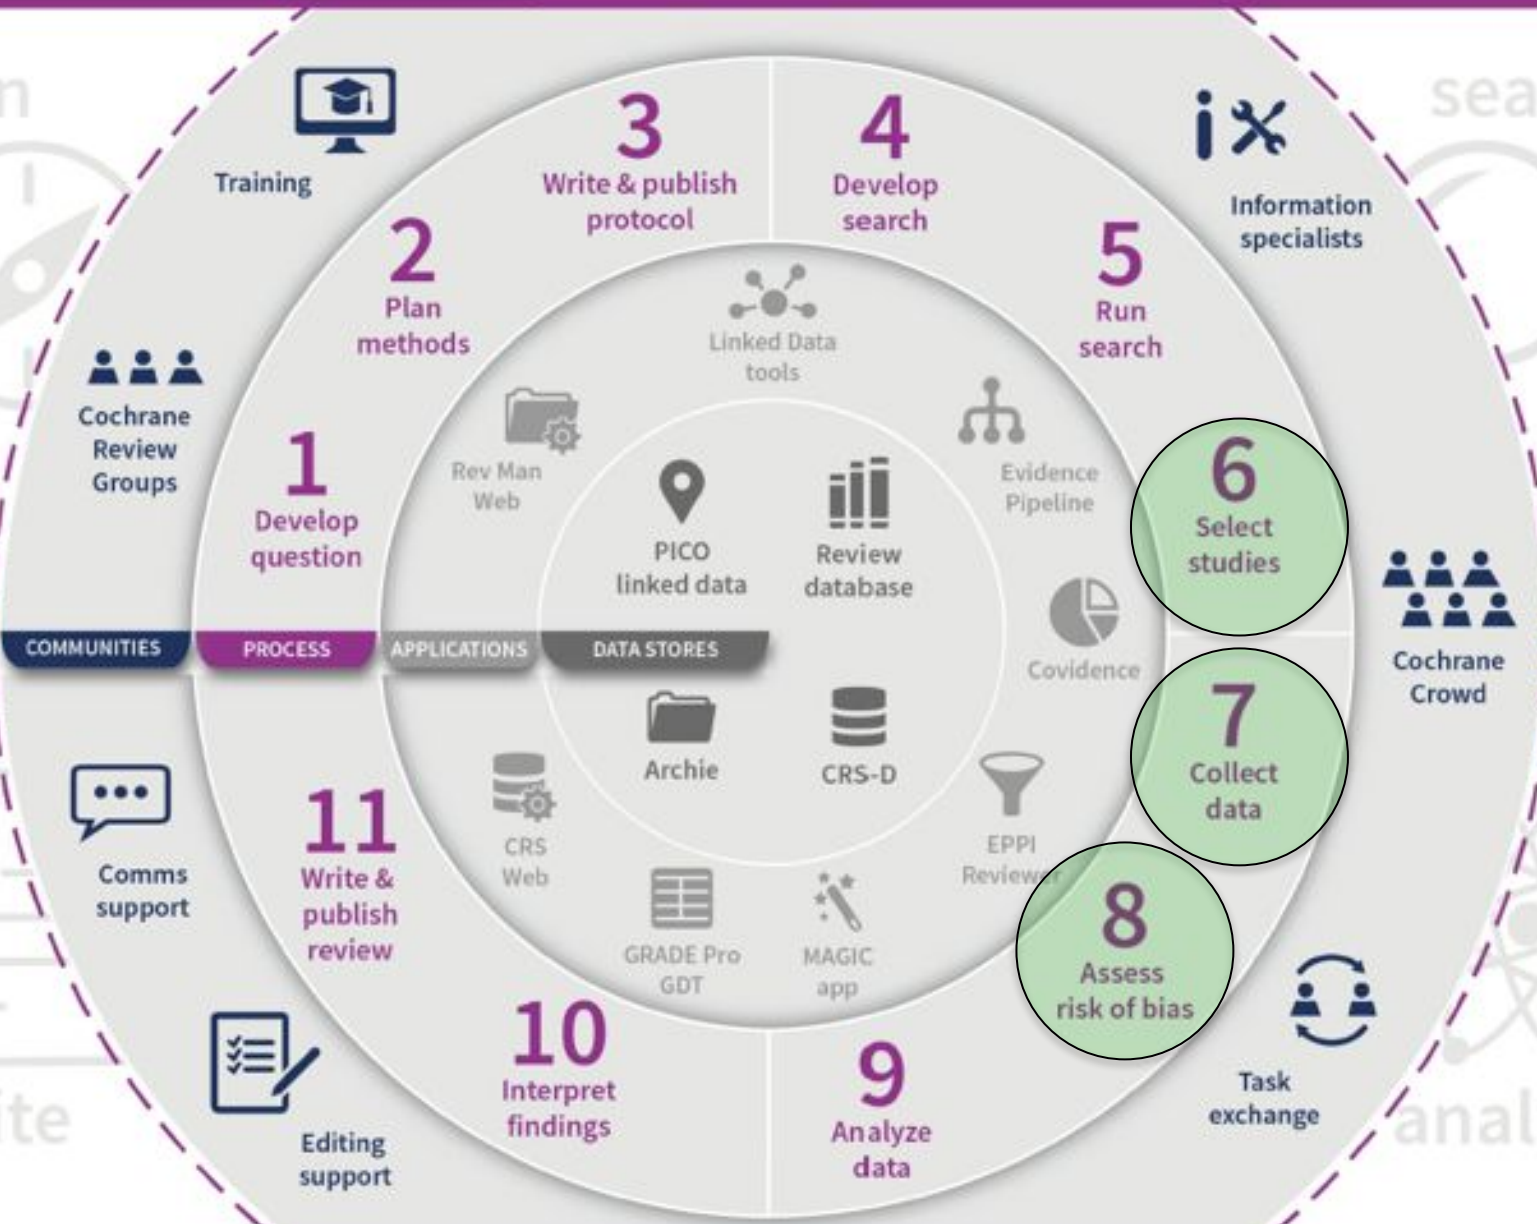 Training
3
Write & publish
protocol
4
Develop
search
Information
specialists
2
Plan
methods
5
Run
search
Linked Data
tools
Cochrane
Review
Groups
1
Develop
question
Rev Man
Web
Evidence
Pipeline
6
Select
studies
PICO
linked data
Review
database
COMMUNITIES
PROCESS
APPLICATIONS
DATA STORES
Covidence
Cochrane
Crowd
7
Collect
data
Archie
CRS-D
Comms
support
11
Write &
publish
review
CRS
Web
EPPI
Reviewer
GRADE Pro
GDT
MAGIC
app
8
Assess
risk of bias
10
Interpret
findings
9
Analyze
data
Task
exchange
Editing
support